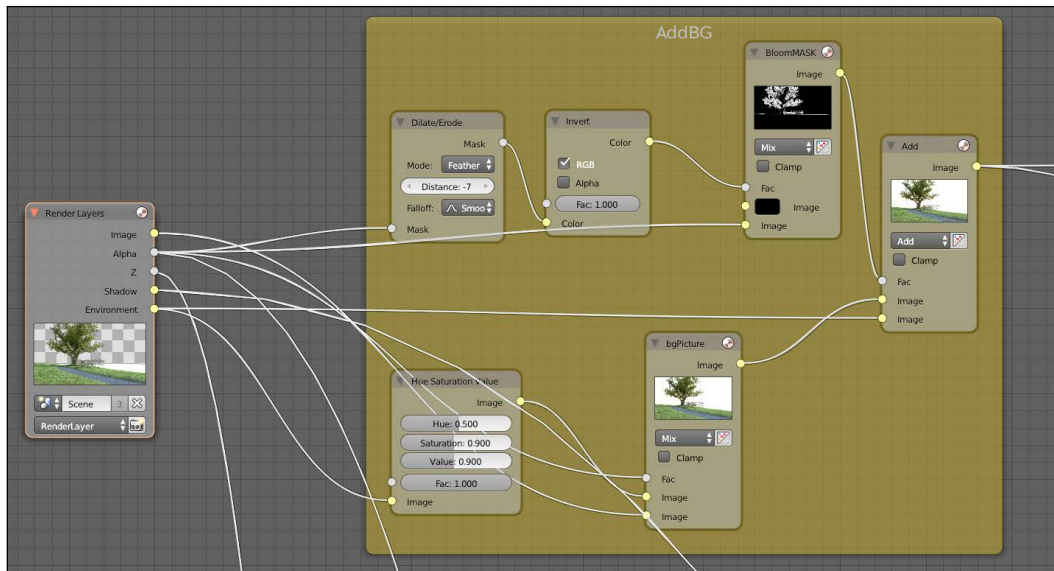 AddBG
BloomMASK
Image
Mix
Clamp
Fac
Image
Image
Dilate/Erode
Mask
Mode: Feather
Distance: -7
Falloff: Smoo
Mask
Invert
Color
RGB
Alpha
Fac: 1.000
Color
Add
Image
Add
Clamp
Fac
Image
Image
Render Layers
Image
Alpha
Z
Shadow
Environment
Scene 3
RenderLayer
bgPicture
Image
Mix
Clamp
Fac
Image
Image
Hue Saturation Value
Image
Hue: 0.500
Saturation: 0.900
Value: 0.900
Fac: 1.000
Image